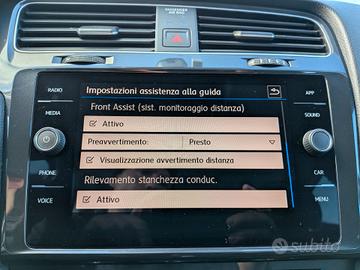 PASSENGER
AIR BAG
Impostazioni assistenza alla guida
RADIO
APP
Front Assist (sist. monitoraggio distanza)
MEDIA
SOUND
Attivo
Preavvertimento:
Presto
Visualizzazione avvertimento distanza
PHONE
CAR
Rilevamento stanchezza conduc.
VOICE
MENU
Attivo
subito